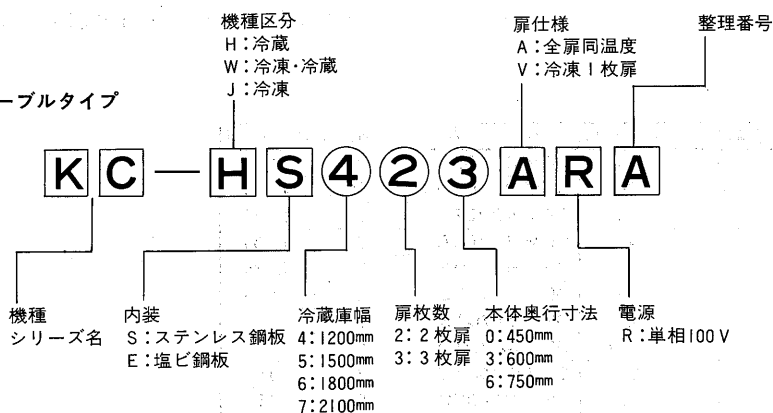 機種区分
H:冷蔵
W:冷凍・冷蔵
J:冷凍
扉仕様
A:全扉同温度
V:冷凍1枚扉
整理番号
ーブルタイプ
KC－HS④②③ARA
機種
シリーズ名
内装
S:ステンレス鋼板
E:塩ビ鋼板
冷蔵庫幅
4:1200mm
5:1500mm
6:1800mm
7:2100mm
扉枚数
2:2枚扉
3:3枚扉
本体奥行寸法
0:450mm
3:600mm
6:750mm
電源
R:単相100V